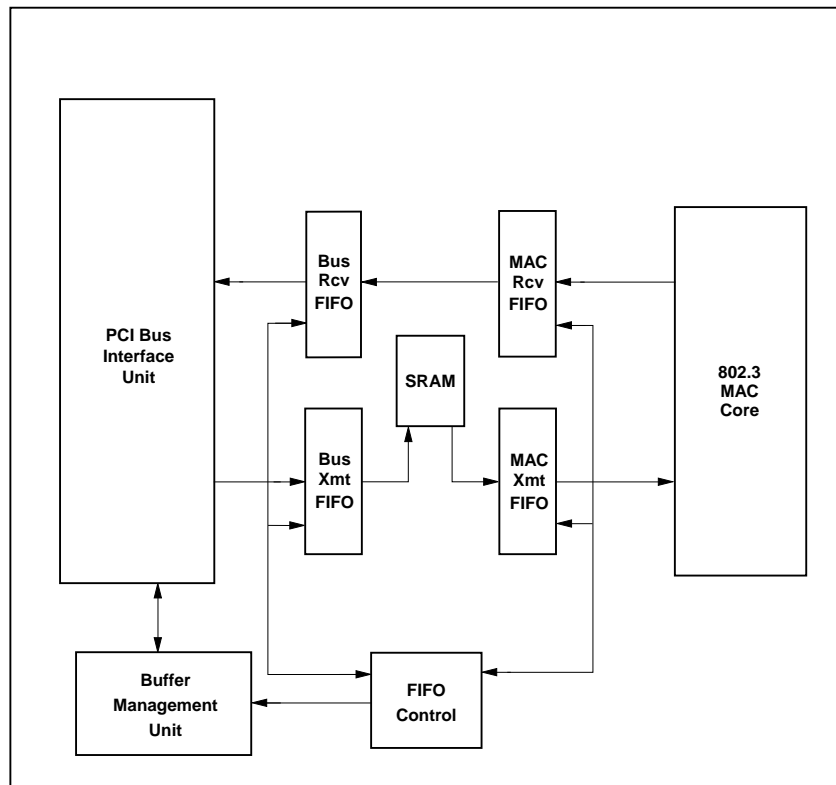 PCI Bus
Interface
Unit
Bus
Rcv
FIFO
MAC
Rcv
FIFO
SRAM
802.3
MAC
Core
Bus
Xmt
FIFO
MAC
Xmt
FIFO
Buffer
Management
Unit
FIFO
Control